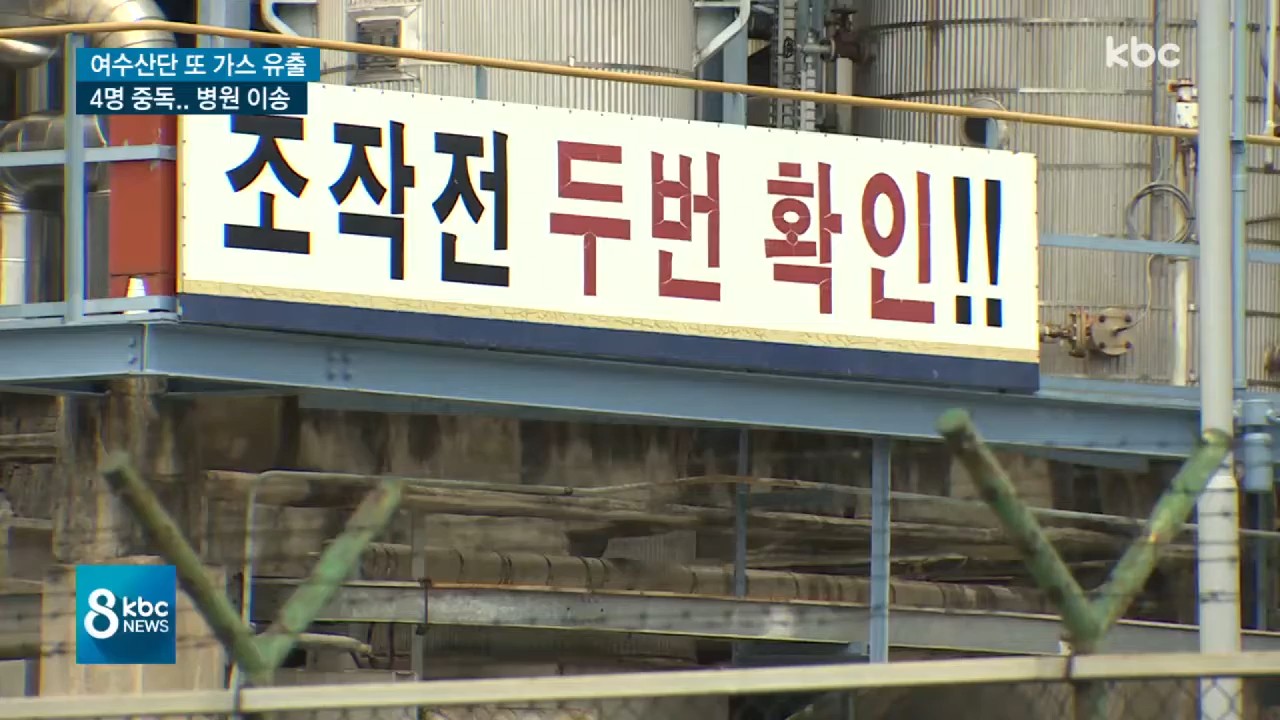 여수산단 또 가스 유출
4명 중독.. 병원 이송
kbc
조작전 두번 확인!!
8 kbc
NEWS